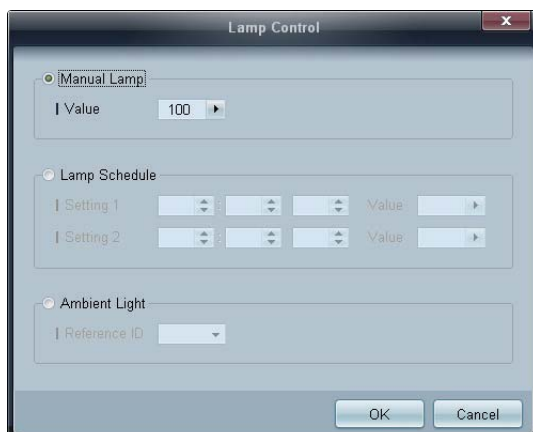 Lamp Control
x
Manual Lamp
Value 100
Lamp Schedule
Setting 1 : Value
Setting 2 : Value
Ambient Light
Reference ID
OK Cancel